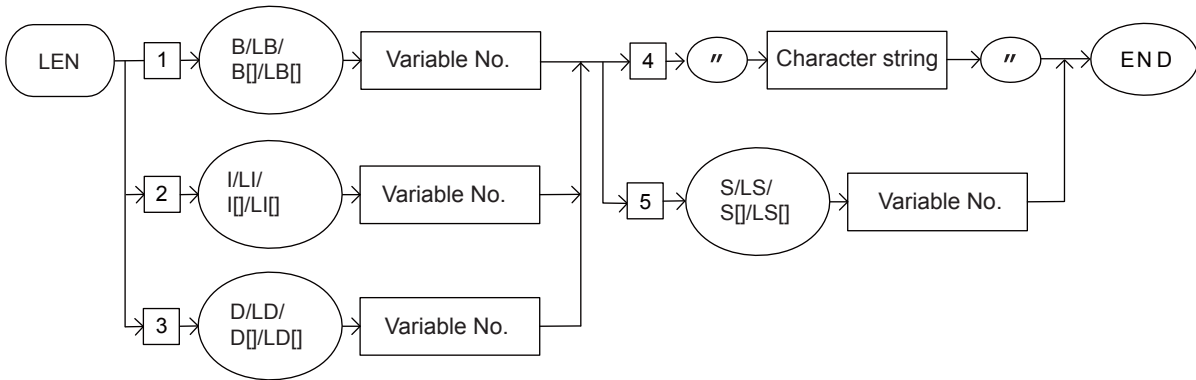 LEN
1
B/LB/
B[]/LB[]
Variable No.
4
"
Character string
"
END
2
I/LI/
I[]/LI[]
Variable No.
5
S/LS/
S[]/LS[]
Variable No.
3
D/LD/
D[]/LD[]
Variable No.